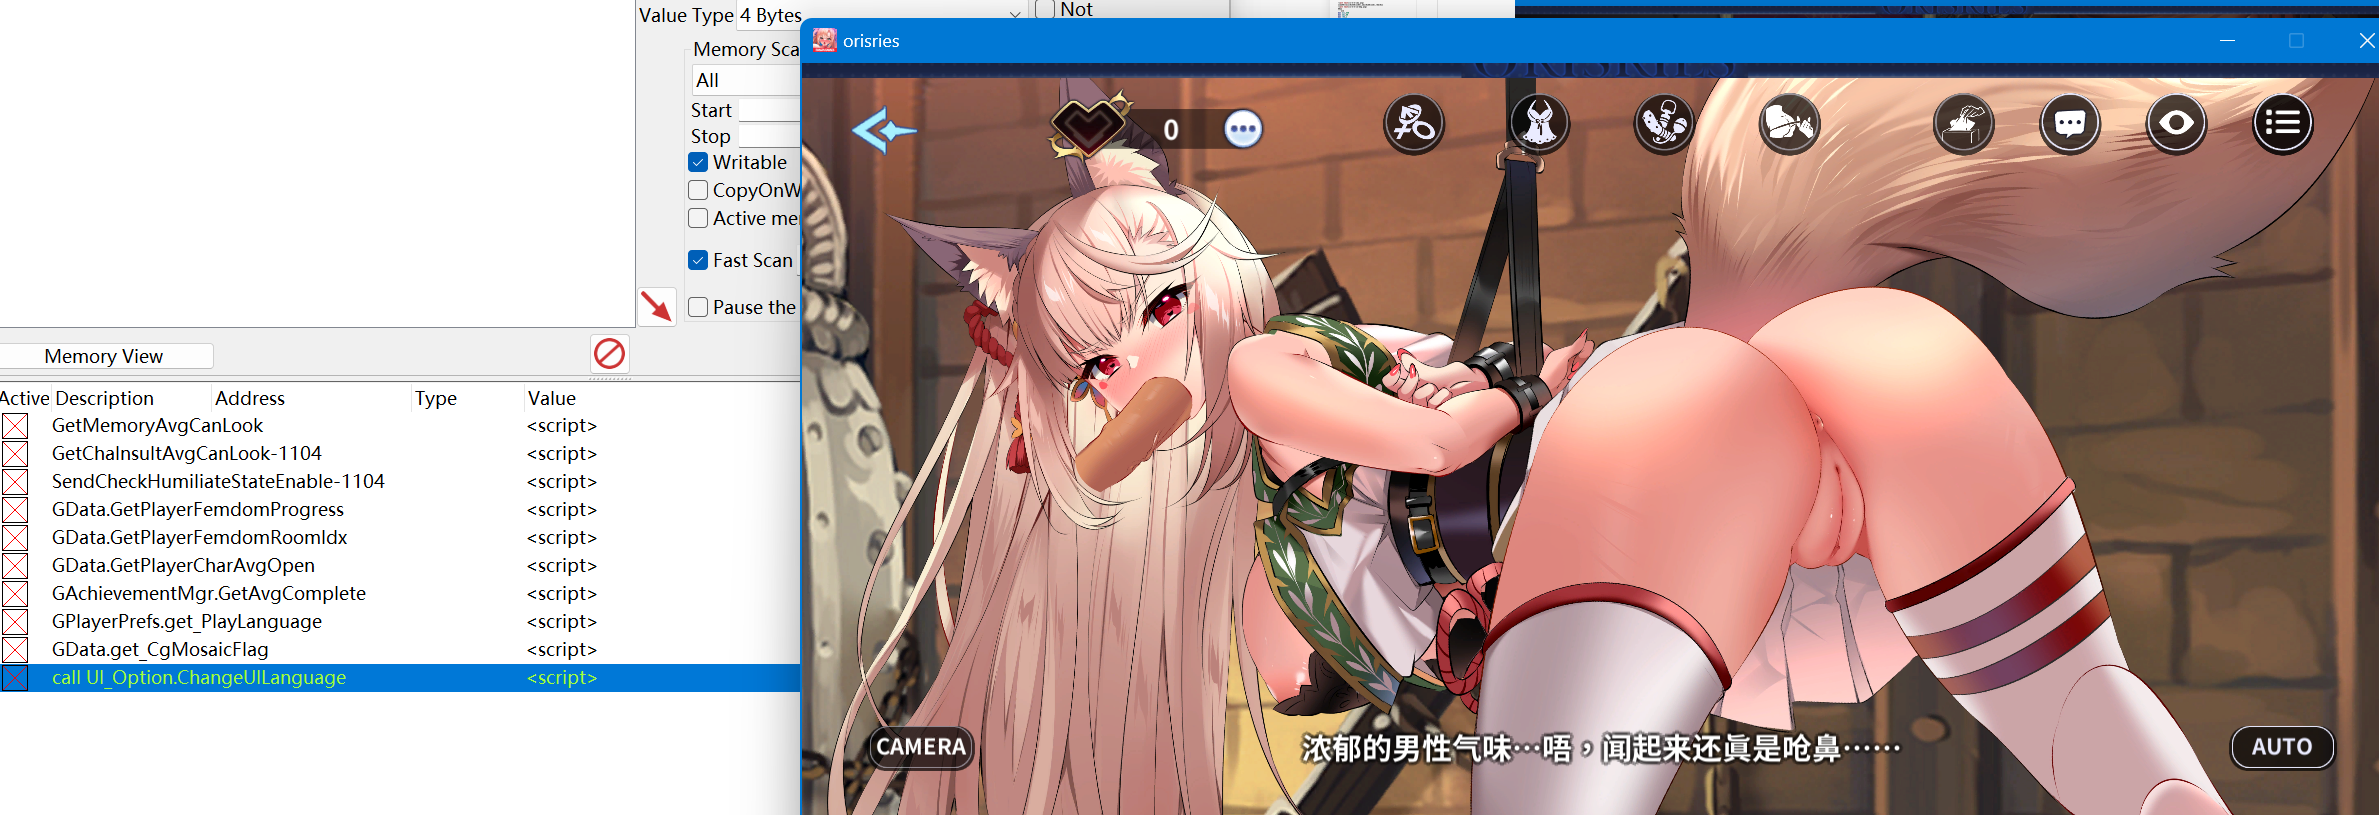 Value Type 4 Bytes
Not
Memory Sca
All
Start
Stop
Writable
CopyOnW
Active me
Fast Scan
Pause the
Memory View
Active Description Address Type Value
GetMemoryAvgCanLook <script>
GetChaInsultAvgCanLook-1104 <script>
SendCheckHumiliateStateEnable-1104 <script>
GData.GetPlayerFemdomProgress <script>
GData.GetPlayerFemdomRoomIdx <script>
GData.GetPlayerCharAvgOpen <script>
GAchievementMgr.GetAvgComplete <script>
GPlayerPrefs.get_PlayLanguage <script>
GData.get_CgMosaicFlag <script>
call UI_Option.ChangeUILanguage <script>
orisries
0
CAMERA
浓郁的男性气味…唔，闻起来还真是呛鼻……
AUTO